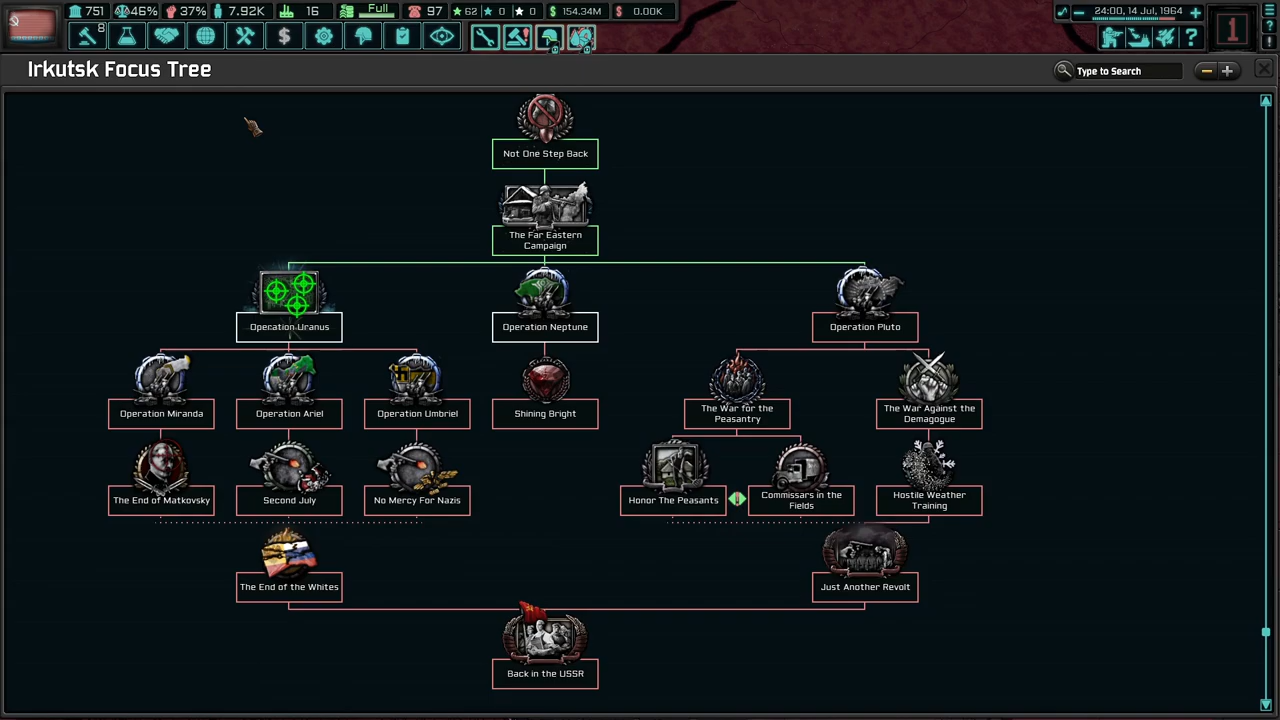 751 46% 37% 7.92K 16 Full 97 62 0 0 154.34M 0.00K 24:00, 14 Jul, 1964 1
Irkutsk Focus Tree
Type to Search
Not One Step Back
The Far Eastern
Campaign
Operation Uranus
Operation Neptune
Operation Pluto
Operation Miranda
Operation Ariel
Operation Umbriel
Shining Bright
The War for the
Peasantry
The War Against the
Demagogue
The End of Matkovsky
Second July
No Mercy For Nazis
Honor The Peasants
Commissars in the
Fields
Hostile Weather
Training
The End of the Whites
Just Another Revolt
Back in the USSR